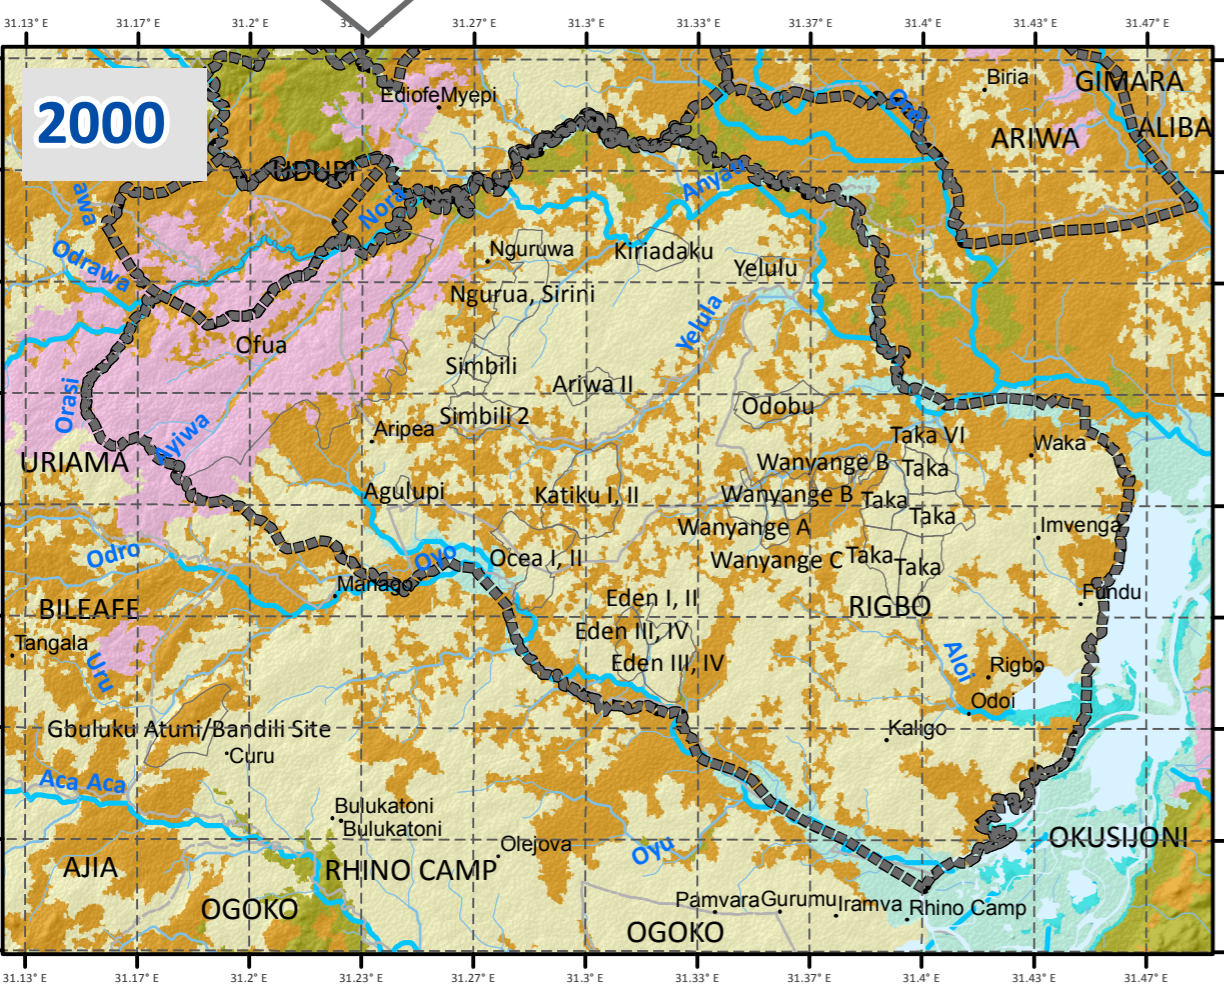 31.13° E 31.17° E 31.2° E 31.27° E 31.3° E 31.33° E 31.37° E 31.4° E 31.43° E 31.47° E
2000
Ediofe Myepi
Biria
GIMARA
ARIWA
ALIBA
UDUPI
Nora
Anyau
Odrawa
Nguruwa
Kiriadaku
Yelulu
Ngurua, Sirini
Yelula
Ofua
Simbili
Ariwa II
Orasi
Simbili 2
Odobu
Aripea
Taka VI
Waka
URIAMA
Wanyange B
Taka
Agulupi
Katiku I, II
Wanyange B
Taka
Taka
Wanyange A
Imvenga
Odro
Oyo
Ocea I, II
Wanyange C
Taka
Taka
Manago
Fundu
BILEAFE
Eden I, II
RIGBO
Tangala
Eden III, IV
Uru
Eden III, IV
Aloi
Rigbo
Odoi
Gbuluku Atuni/Bandili Site
Kaligo
Curu
Aca Aca
Bulukatoni
Bulukatoni
OKUSIJONI
Olejova
Oyu
AJIA
RHINO CAMP
OGOKO
Pamvara Gurumu Iramva Rhino Camp
OGOKO
31.13° E 31.17° E 31.2° E 31.23° E 31.27° E 31.3° E 31.33° E 31.37° E 31.4° E 31.43° E 31.47° E